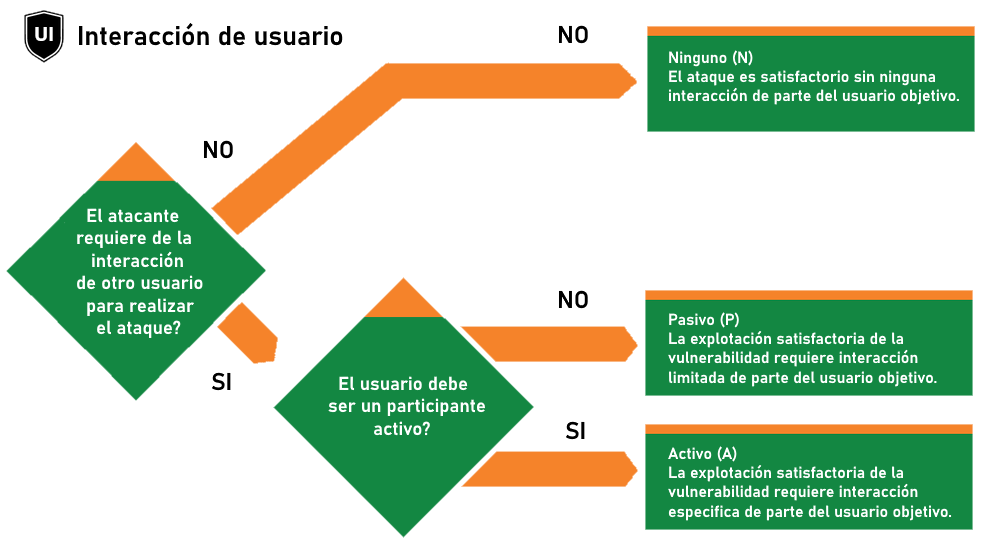 UI
Interacción de usuario
NO
Ninguno (N)
El ataque es satisfactorio sin ninguna
interacción de parte del usuario objetivo.
NO
El atacante
requiere de la
interacción
de otro usuario
para realizar
el ataque?
SI
El usuario debe
ser un participante
activo?
NO
Pasivo (P)
La explotación satisfactoria de la
vulnerabilidad requiere interacción
limitada de parte del usuario objetivo.
SI
Activo (A)
La explotación satisfactoria de la
vulnerabilidad requiere interacción
especifica de parte del usuario objetivo.